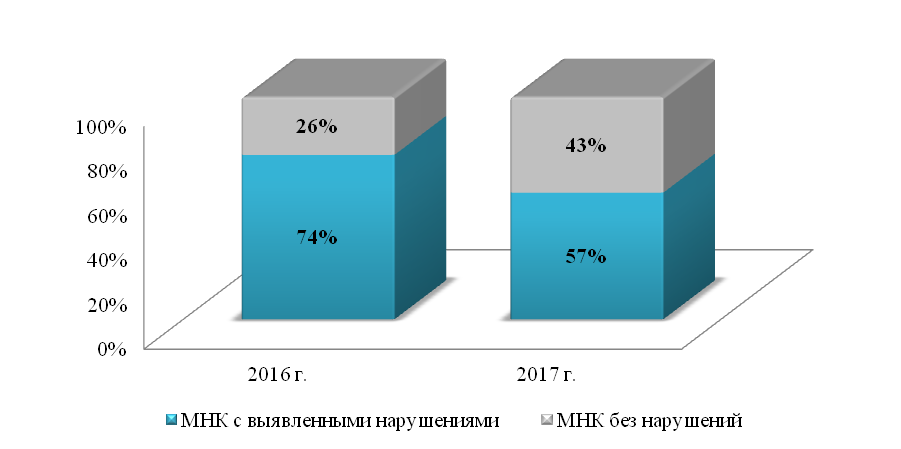 100%
80%
60%
40%
20%
0%
26%
74%
43%
57%
2016 г.
2017 г.
МНК с выявленными нарушениями
МНК без нарушений